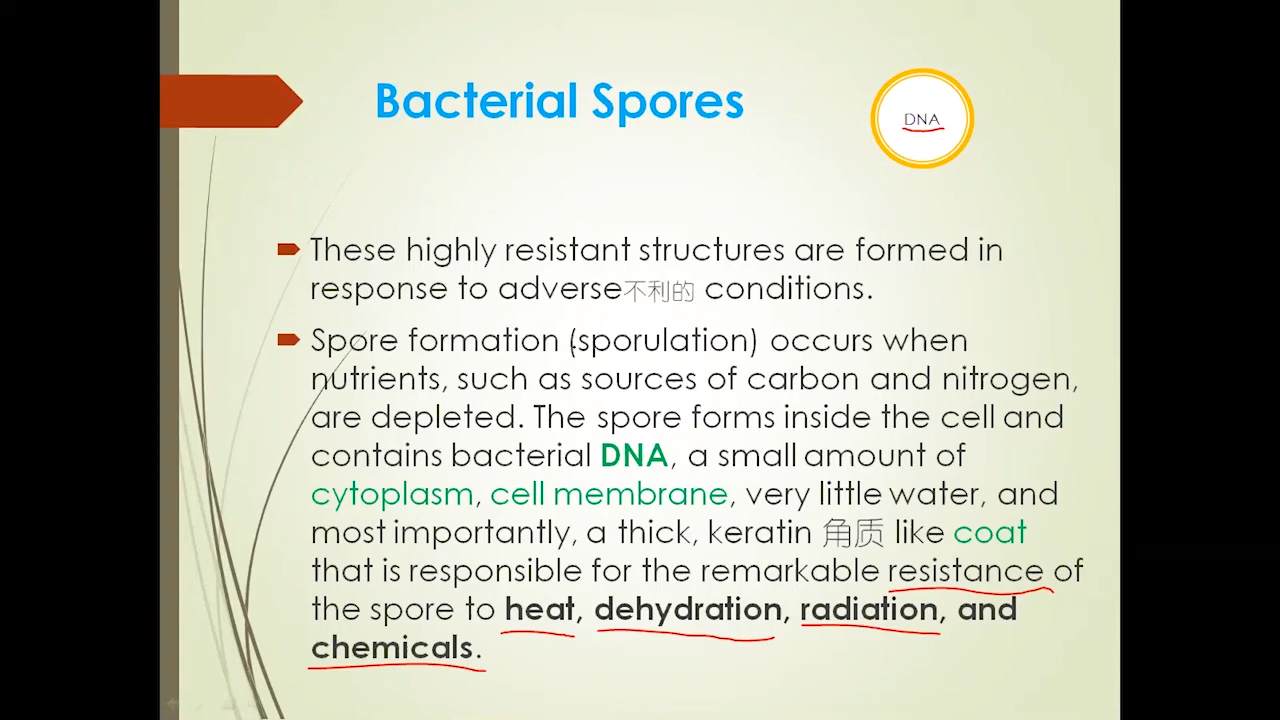 Bacterial Spores
DNA
These highly resistant structures are formed in
response to adverse不利的 conditions.
Spore formation (sporulation) occurs when
nutrients, such as sources of carbon and nitrogen,
are depleted. The spore forms inside the cell and
contains bacterial DNA, a small amount of
cytoplasm, cell membrane, very little water, and
most importantly, a thick, keratin 角质 like coat
that is responsible for the remarkable resistance of
the spore to heat, dehydration, radiation, and
chemicals.